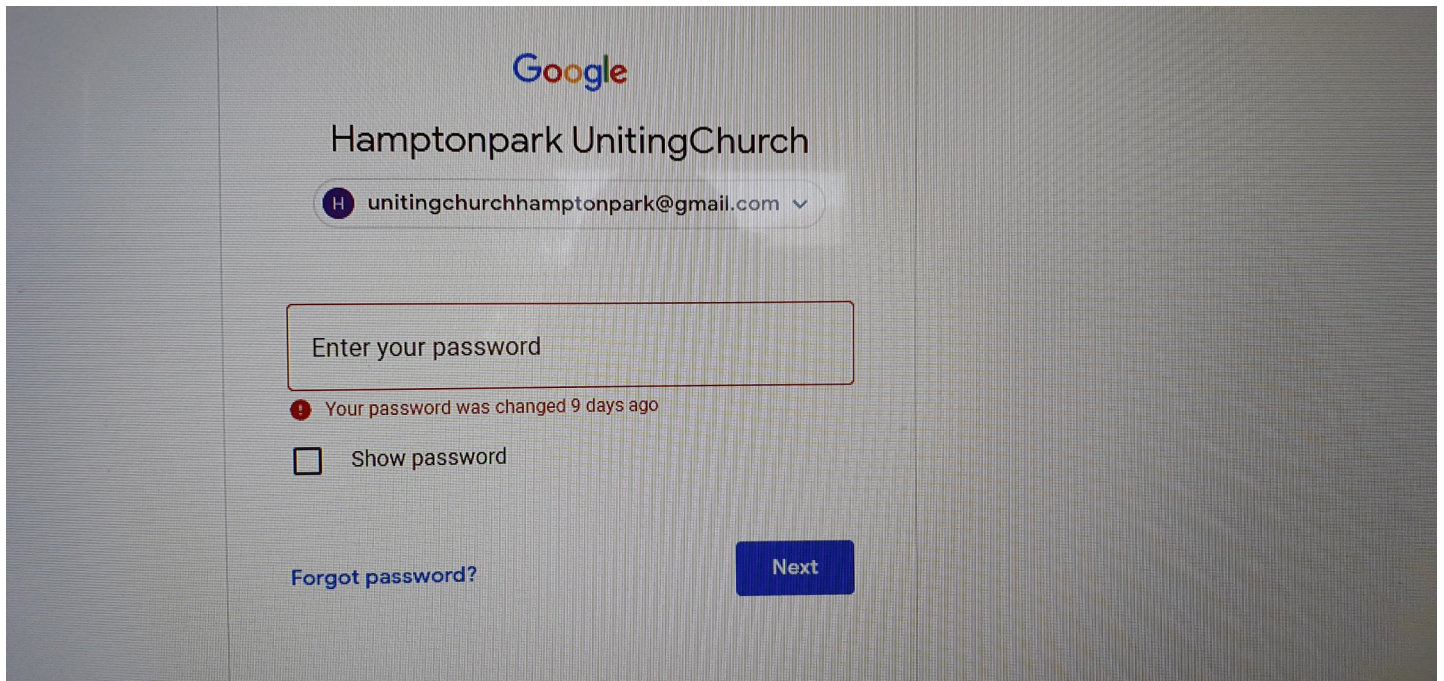 Google
Hamptonpark UnitingChurch
H unitingchurchhamptonpark@gmail.com
Enter your password
! Your password was changed 9 days ago
Show password
Forgot password?
Next